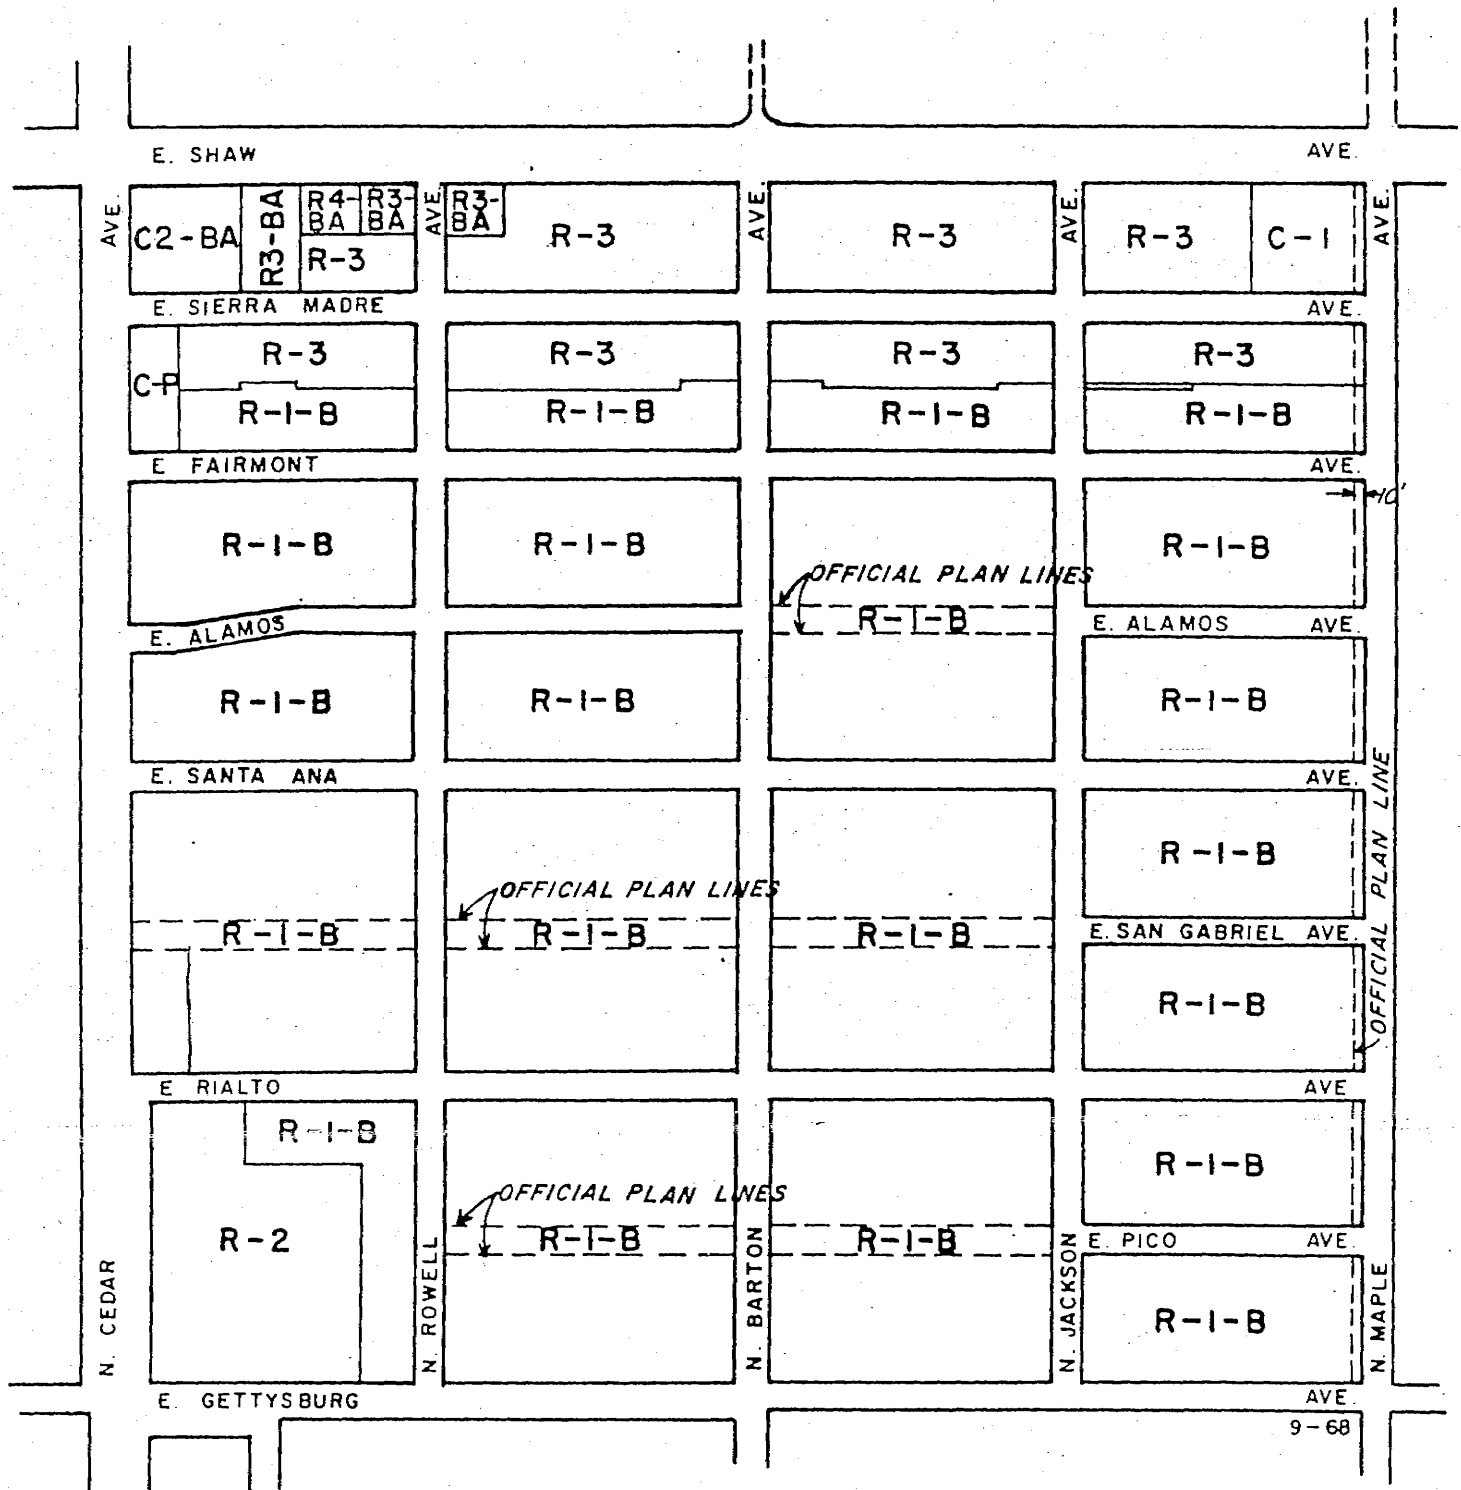 E. SHAW AVE.
AVE. AVE. AVE. AVE. AVE.
C2-BA R3-BA R4-BA R3-BA R-3 R3-BA R-3 R-3 R-3 C-1
E. SIERRA MADRE AVE.
C-P R-3 R-3 R-3 R-3
R-1-B R-1-B R-1-B R-1-B
E FAIRMONT AVE.
10'
R-1-B R-1-B R-1-B
OFFICIAL PLAN LINES
R-1-B
E. ALAMOS E. ALAMOS AVE.
R-1-B R-1-B R-1-B
E. SANTA ANA AVE.
R-1-B
OFFICIAL PLAN LINES
OFFICIAL PLAN LINE
R-1-B R-1-B R-1-B
E. SAN GABRIEL AVE.
R-1-B
E RIALTO AVE
R-1-B
R-1-B
OFFICIAL PLAN LINES
R-2 R-1-B R-1-B
E. PICO AVE.
R-1-B
N. CEDAR
N. ROWELL
N. BARTON
N. JACKSON
N. MAPLE
E. GETTYSBURG AVE.
9-68